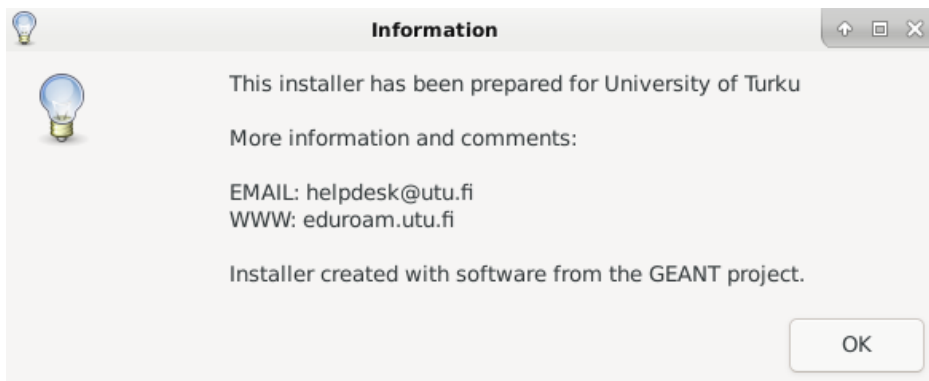 Information
This installer has been prepared for University of Turku
More information and comments:
EMAIL: helpdesk@utu.fi
WWW: eduroam.utu.fi
Installer created with software from the GEANT project.
OK